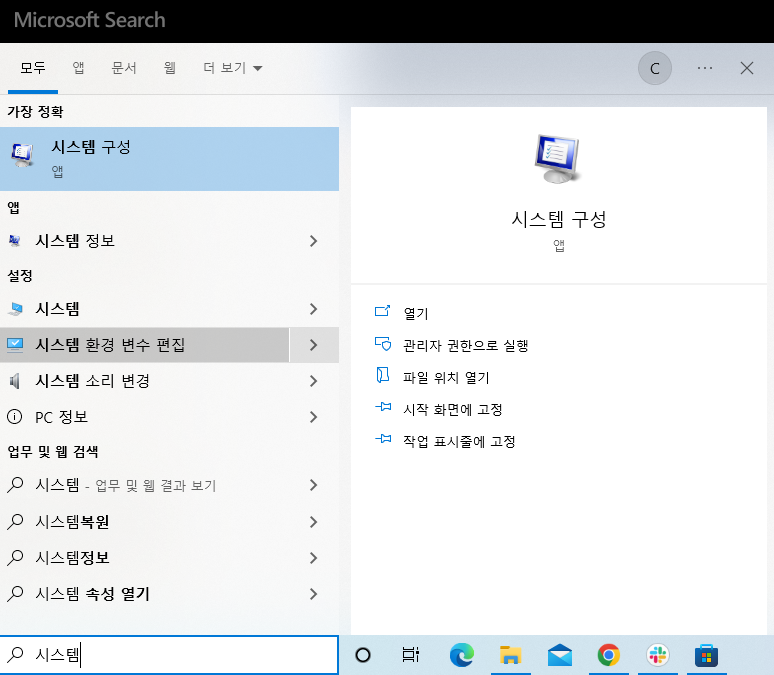 Microsoft Search
모두 앱 문서 웹 더 보기
C ···
가장 정확
시스템 구성
앱
앱
시스템 정보
설정
시스템
시스템 환경 변수 편집
시스템 소리 변경
PC 정보
업무 및 웹 검색
시스템 - 업무 및 웹 결과 보기
시스템복원
시스템정보
시스템 속성 열기
시스템
시스템 구성
앱
열기
관리자 권한으로 실행
파일 위치 열기
시작 화면에 고정
작업 표시줄에 고정